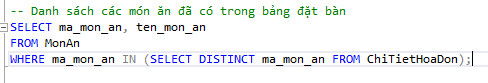 -- Danh sách các món ăn đã có trong bảng đặt bàn
SELECT ma_mon_an, ten_mon_an
FROM MonAn
WHERE ma_mon_an IN (SELECT DISTINCT ma_mon_an FROM ChiTietHoaDon);